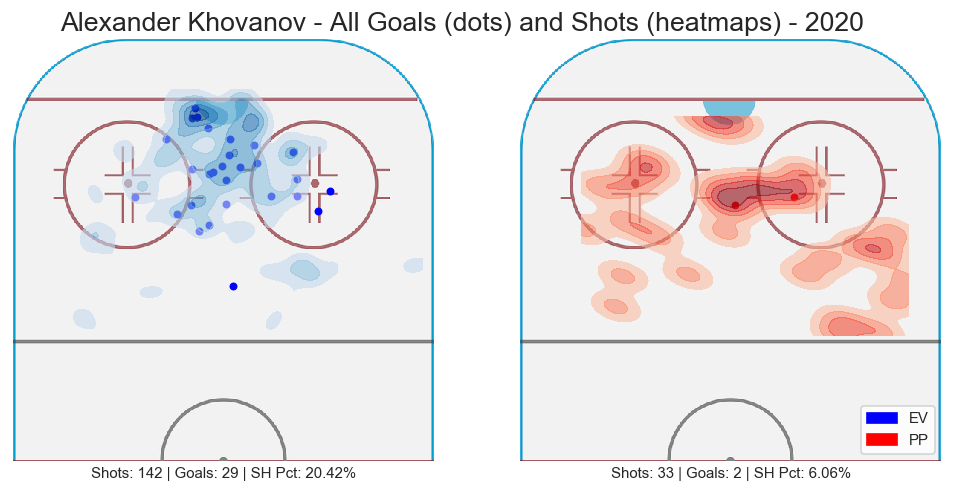 Alexander Khovanov - All Goals (dots) and Shots (heatmaps) - 2020
EV
PP
Shots: 142 | Goals: 29 | SH Pct: 20.42%
Shots: 33 | Goals: 2 | SH Pct: 6.06%